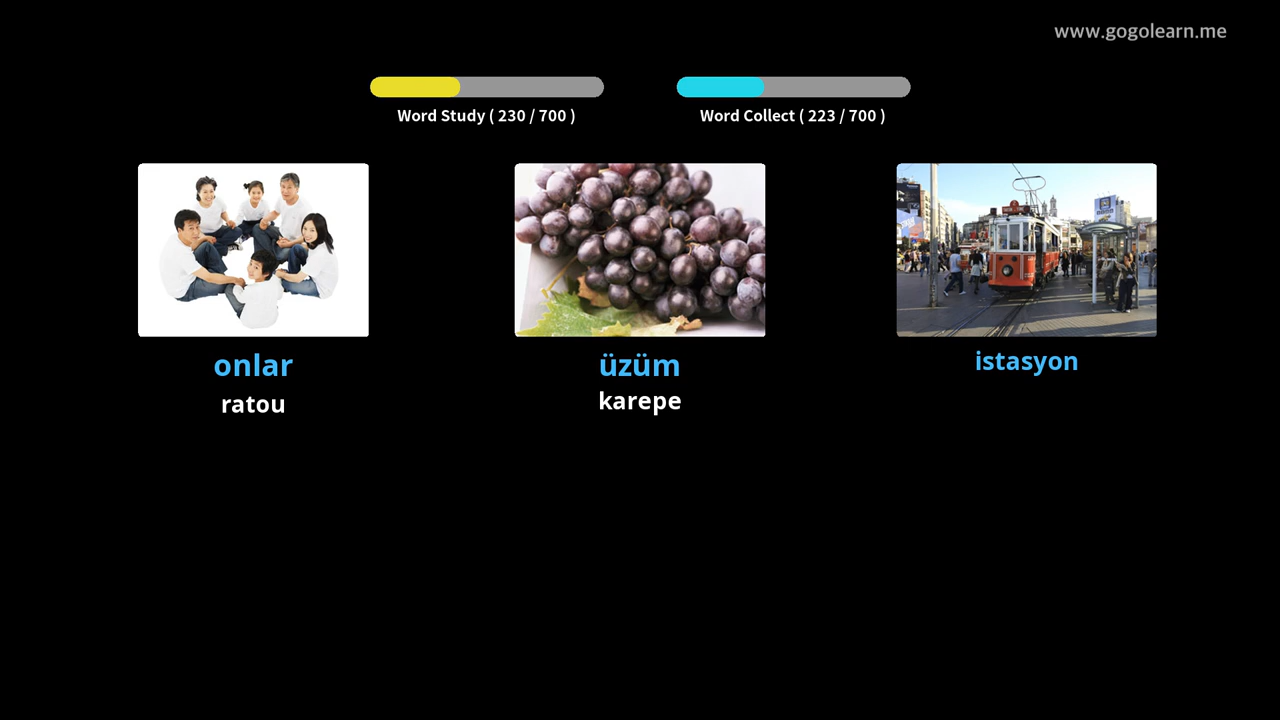 www.gogolearn.me
Word Study ( 230 / 700 )
Word Collect ( 223 / 700 )
onlar
ratou
üzüm
karepe
istasyon